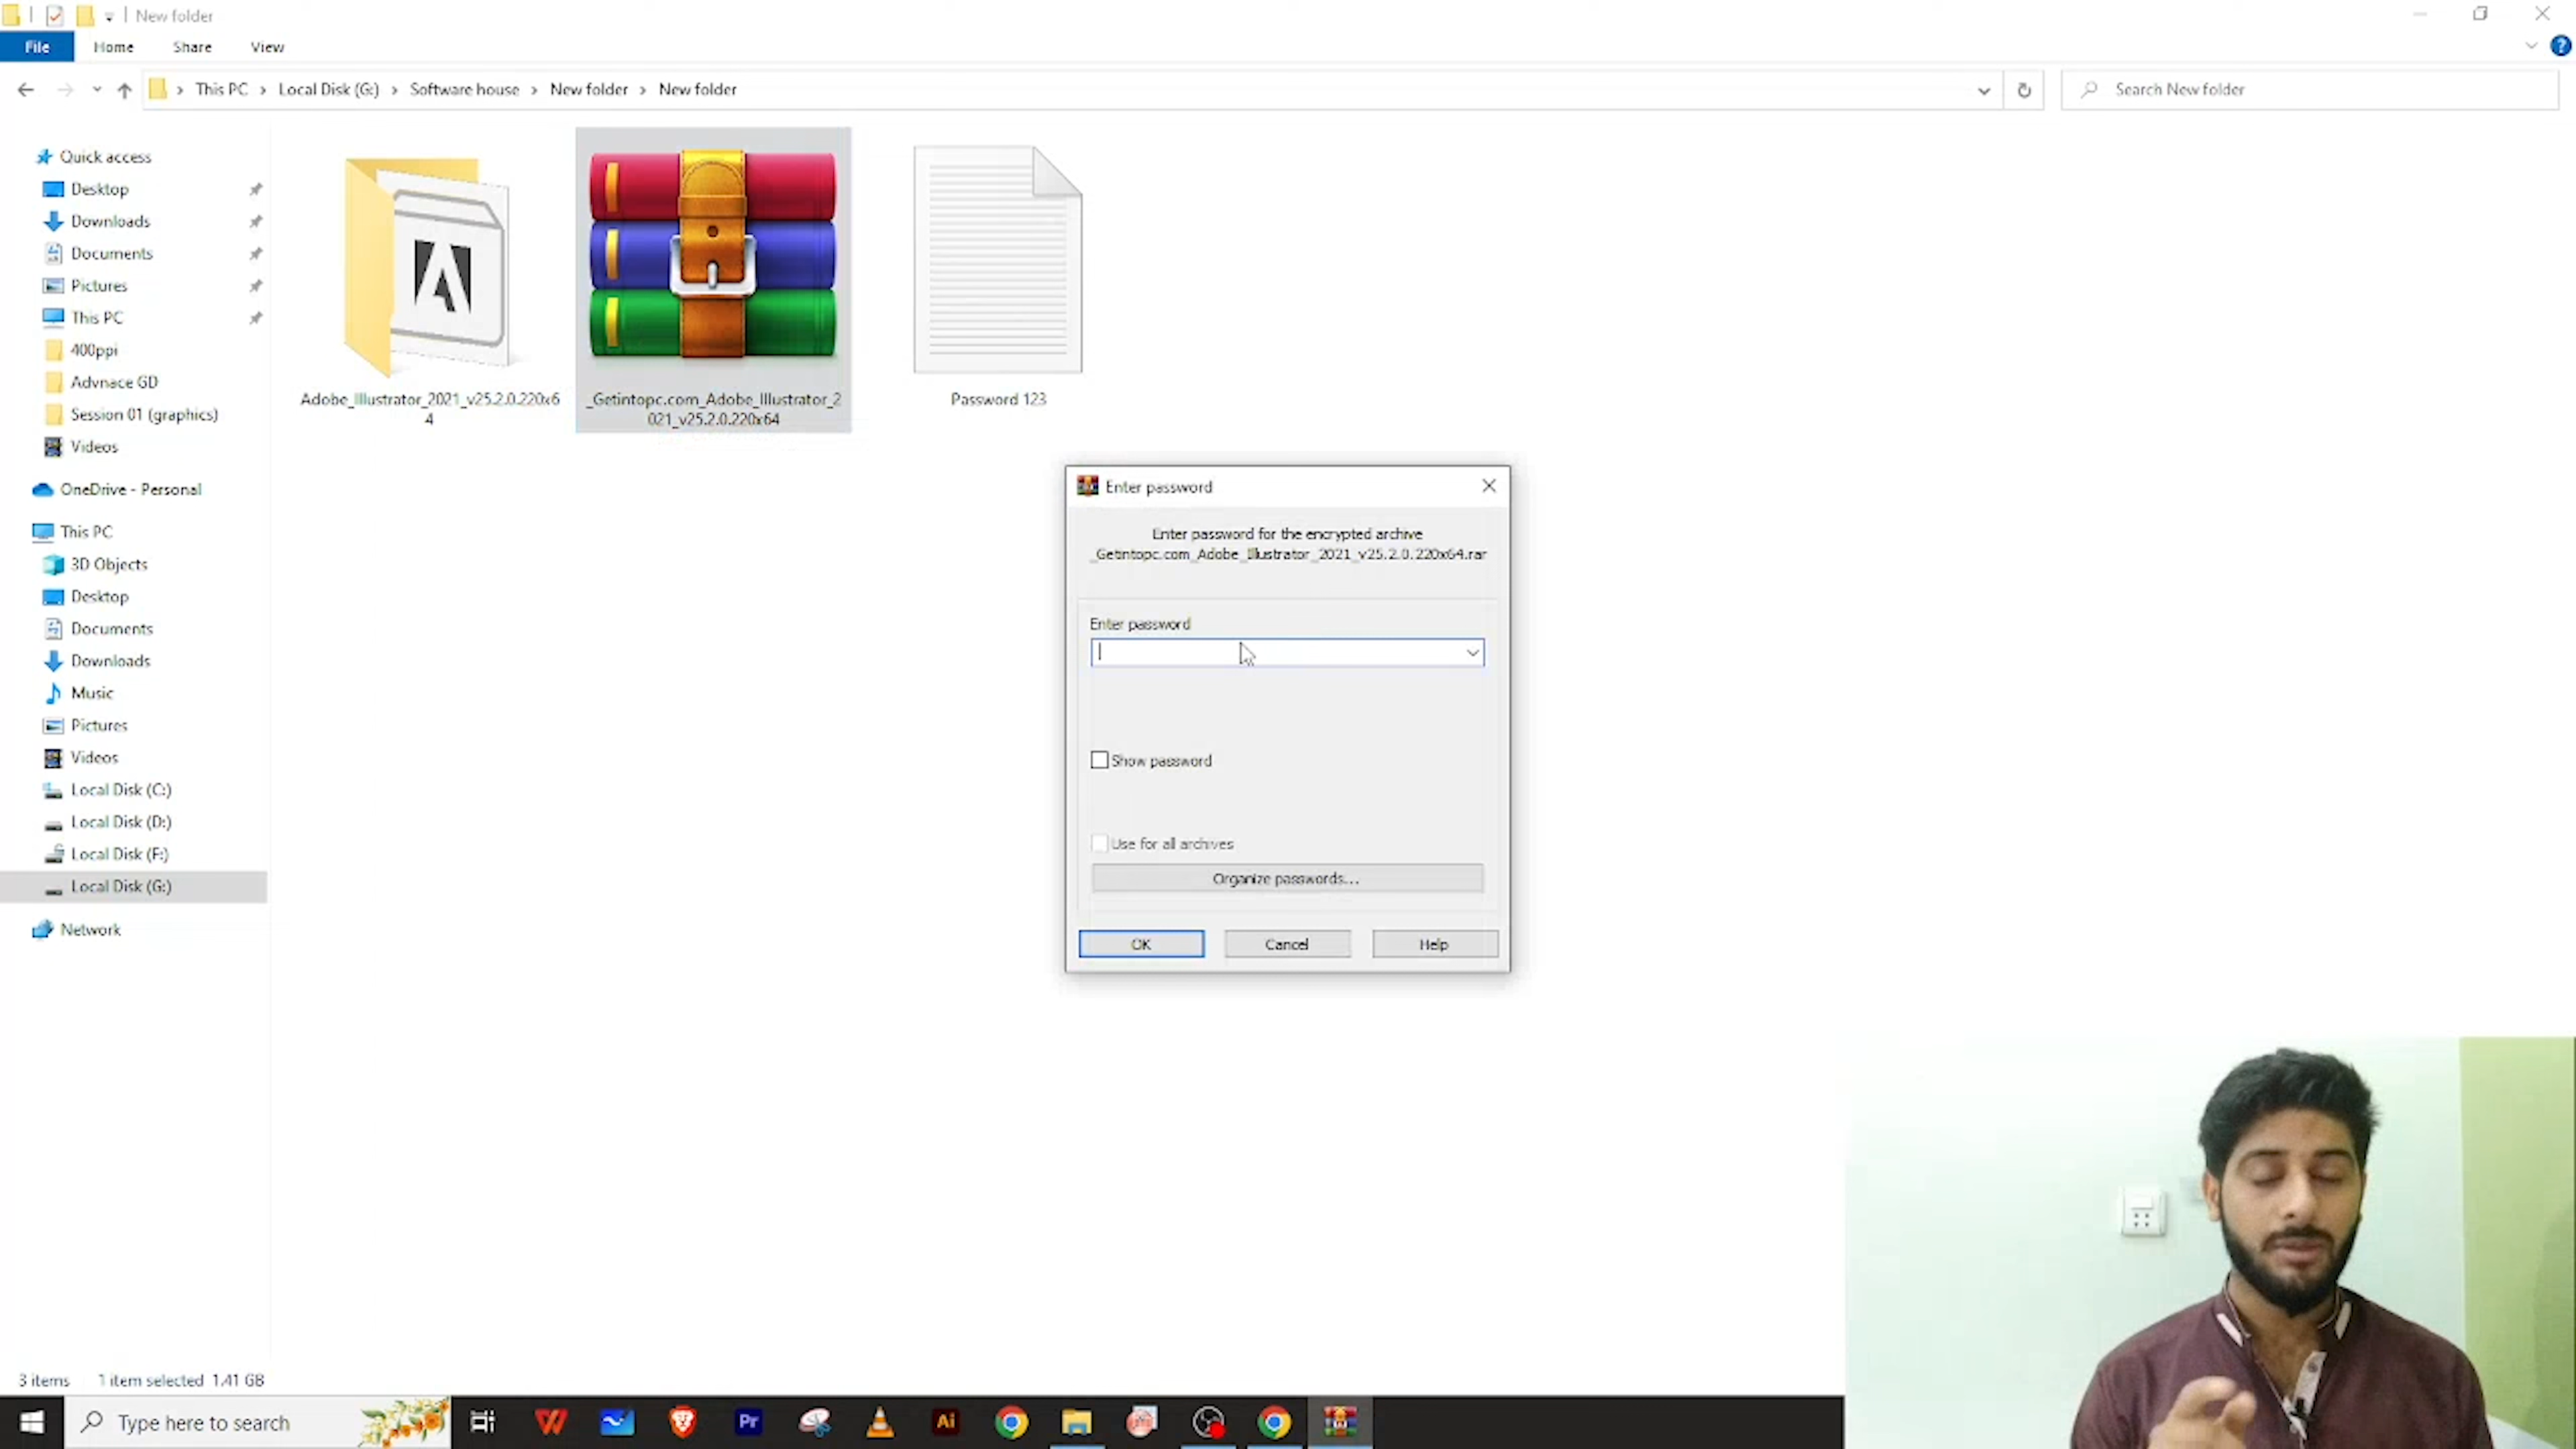 New folder
File Home Share View
This PC Local Disk (G:) Software house New folder New folder
Search New folder
Quick access
Desktop
Downloads
Documents
Pictures
This PC
400ppi
Advnace GD
Session 01 (graphics)
Videos
OneDrive - Personal
This PC
3D Objects
Desktop
Documents
Downloads
Music
Pictures
Videos
Local Disk (C:)
Local Disk (D:)
Local Disk (F:)
Local Disk (G:)
Network
Adobe_Illustrator_2021_v25.2.0.220x6
4
_Getintopc.com_Adobe_Illustrator_2
021_v25.2.0.220x64
Password 123
Enter password
Enter password for the encrypted archive
_Getintopc.com_Adobe_Illustrator_2021_v25.2.0.220x64.rar
Enter password
Show password
Use for all archives
Organize passwords...
OK Cancel Help
3 items 1 item selected 1.41 GB
Type here to search
Pr
Ai